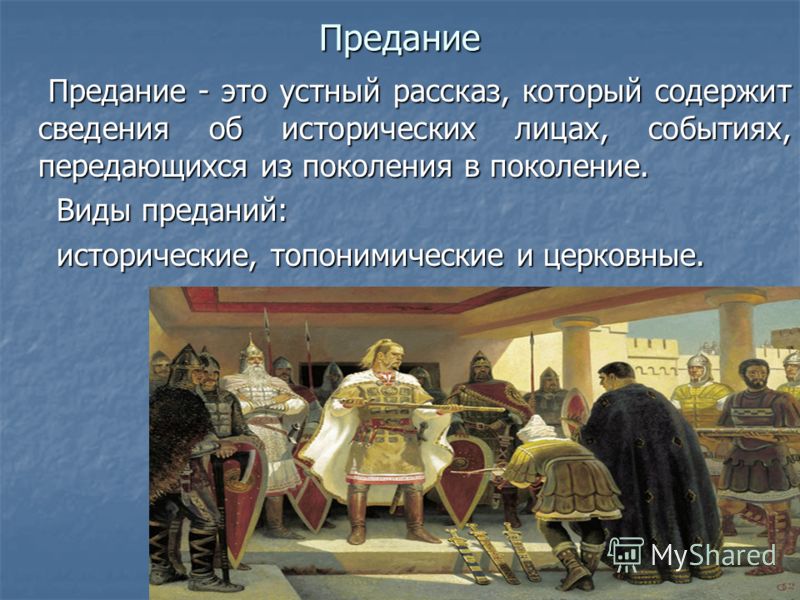 Предание
Предание - это устный рассказ, который содержит
сведения об исторических лицах, событиях,
передающихся из поколения в поколение.
Виды преданий:
исторические, топонимические и церковные.
MyShared